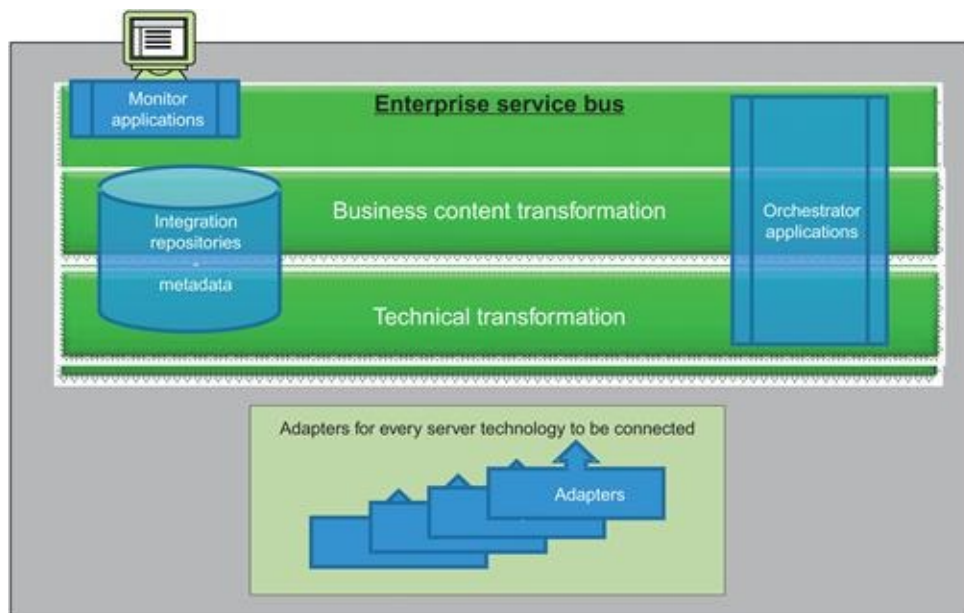 Monitor
applications
Enterprise service bus
Integration
repositories
-
metadata
Business content transformation
Orchestrator
applications
Technical transformation
Adapters for every server technology to be connected
Adapters